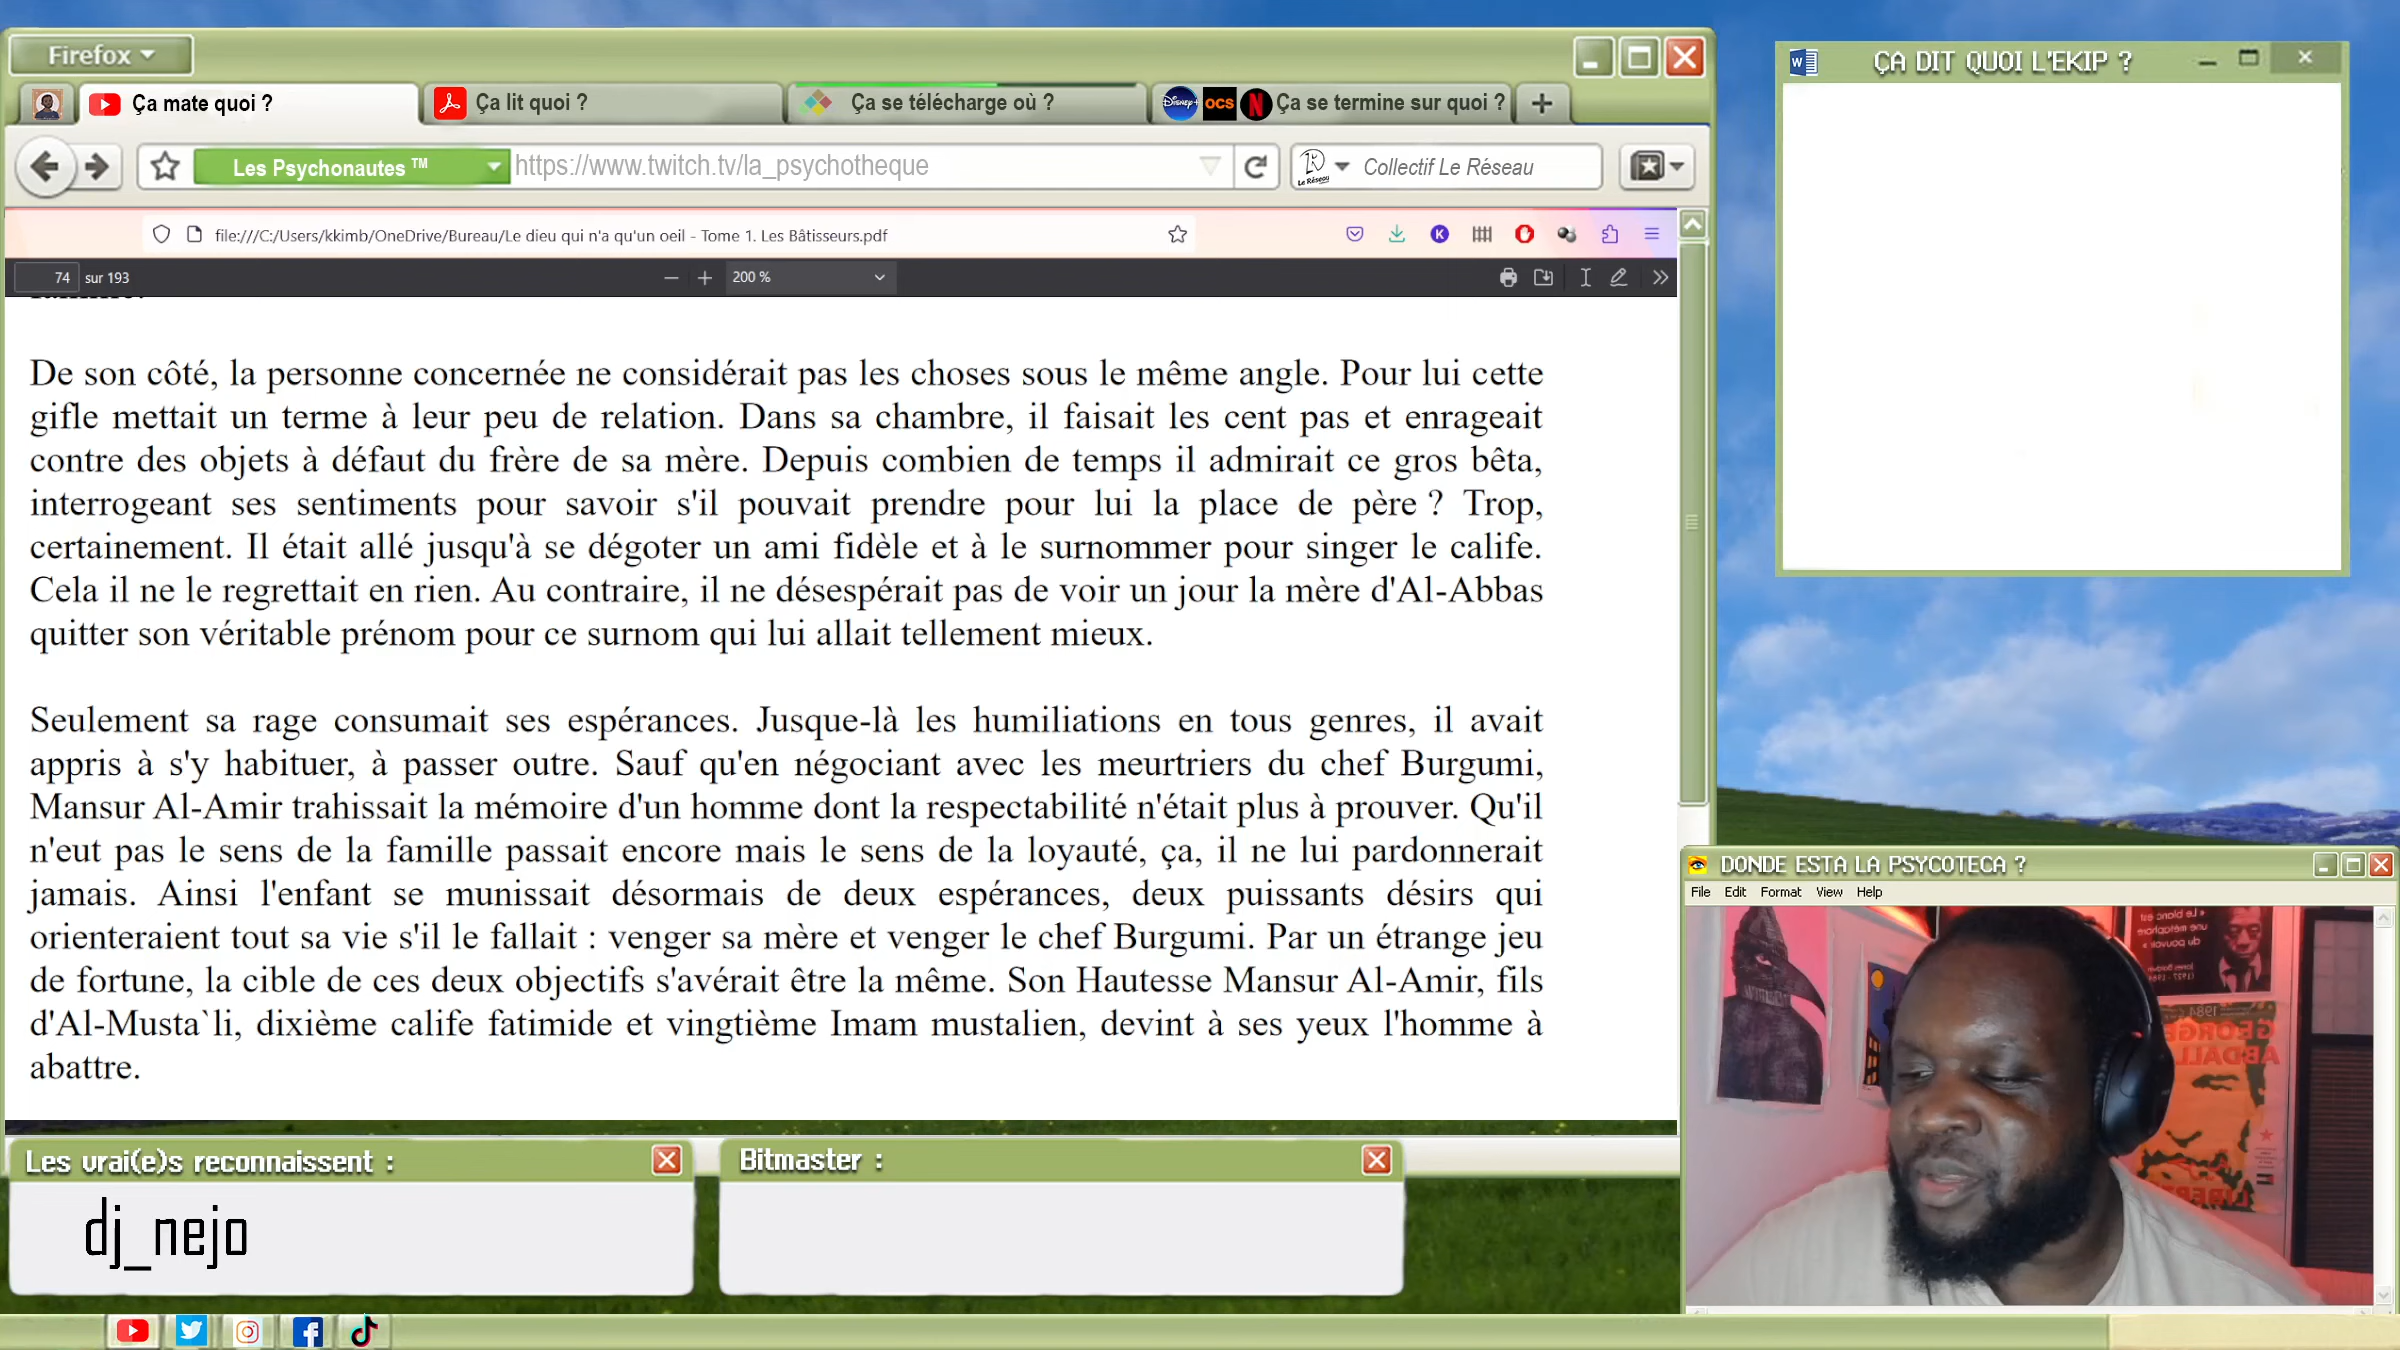 Firefox
Ça mate quoi ?
Ça lit quoi ?
Ça se télécharge où ?
Disney+ OCS N Ça se termine sur quoi ?
Les Psychonautes ™
https://www.twitch.tv/la_psychotheque
Le Réseau
Collectif Le Réseau
file:///C:/Users/kkimb/OneDrive/Bureau/Le dieu qui n'a qu'un oeil - Tome 1. Les Bâtisseurs.pdf
74 sur 193
200 %
De son côté, la personne concernée ne considérait pas les choses sous le même angle. Pour lui cette
gifle mettait un terme à leur peu de relation. Dans sa chambre, il faisait les cent pas et enrageait
contre des objets à défaut du frère de sa mère. Depuis combien de temps il admirait ce gros bêta,
interrogeant ses sentiments pour savoir s'il pouvait prendre pour lui la place de père ? Trop,
certainement. Il était allé jusqu'à se dégoter un ami fidèle et à le surnommer pour singer le calife.
Cela il ne le regrettait en rien. Au contraire, il ne désespérait pas de voir un jour la mère d'Al-Abbas
quitter son véritable prénom pour ce surnom qui lui allait tellement mieux.
Seulement sa rage consumait ses espérances. Jusque-là les humiliations en tous genres, il avait
appris à s'y habituer, à passer outre. Sauf qu'en négociant avec les meurtriers du chef Burgumi,
Mansur Al-Amir trahissait la mémoire d'un homme dont la respectabilité n'était plus à prouver. Qu'il
n'eut pas le sens de la famille passait encore mais le sens de la loyauté, ça, il ne lui pardonnerait
jamais. Ainsi l'enfant se munissait désormais de deux espérances, deux puissants désirs qui
orienteraient tout sa vie s'il le fallait : venger sa mère et venger le chef Burgumi. Par un étrange jeu
de fortune, la cible de ces deux objectifs s'avérait être la même. Son Hautesse Mansur Al-Amir, fils
d'Al-Musta`li, dixième calife fatimide et vingtième Imam mustalien, devint à ses yeux l'homme à
abattre.
ÇA DIT QUOI L'EKIP ?
DONDE ESTA LA PSYCOTECA ?
File Edit Format View Help
« Le blanc est
une métaphore
du pouvoir »
1984
GEORGE
ABDALL
Les vrai(e)s reconnaissent :
dj_nejo
Bitmaster :